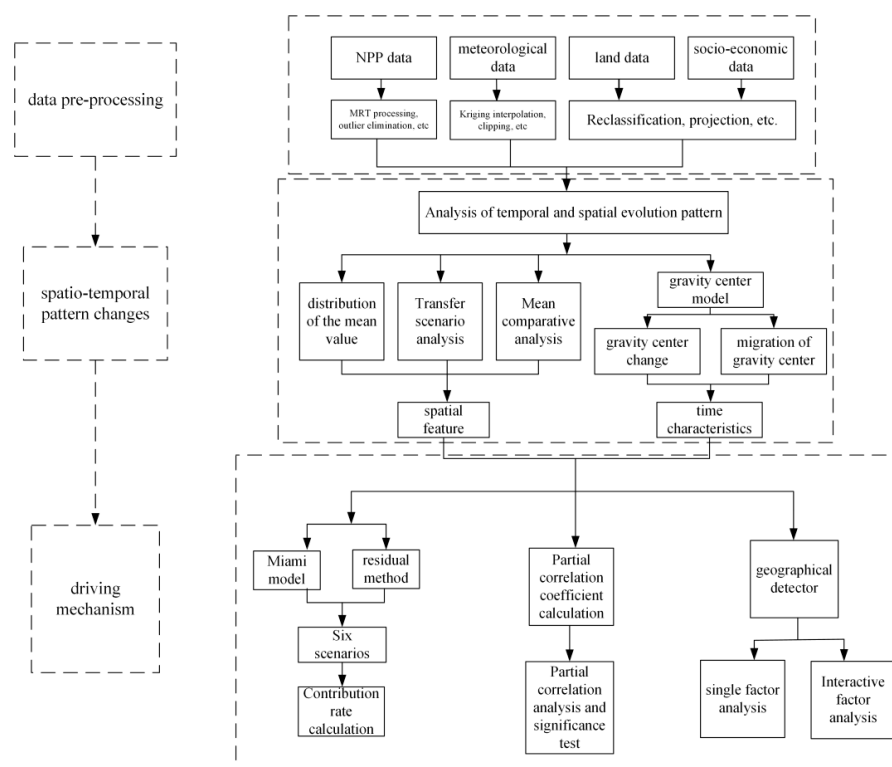 data pre-processing
spatio-temporal
pattern changes
driving
mechanism
NPP data
meteorological
data
land data
socio-economic
data
MRT processing,
outlier elimination, etc
Kriging interpolation,
clipping, etc
Reclassification, projection, etc.
Analysis of temporal and spatial evolution pattern
distribution
of the mean
value
Transfer
scenario
analysis
Mean
comparative
analysis
gravity center
model
gravity center
change
migration of
gravity center
spatial
feature
time
characteristics
Miami
model
residual
method
Six
scenarios
Contribution
rate
calculation
Partial
correlation
coefficient
calculation
Partial
correlation
analysis and
significance
test
geographical
detector
single factor
analysis
Interactive
factor
analysis